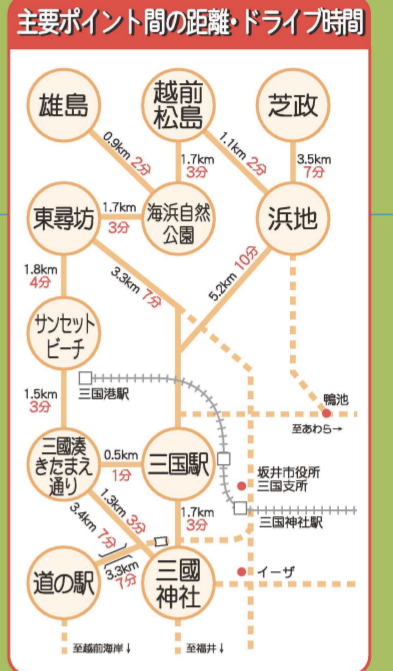 主要ポイント間の距離・ドライブ時間
雄島
越前
松島
芝政
0.9km 2分
1.7km
3分
1.1km 2分
3.5km
7分
東尋坊
1.7km
3分
海浜自然
公園
浜地
1.8km
4分
3.3km 7分
5.2km 10分
サンセット
ビーチ
三国港駅
1.5km
3分
鴨池
至あわら→
三國湊
きたまえ
通り
0.5km
1分
三国駅
坂井市役所
三国支所
1.3km 3分
3.4km 7分
1.7km
3分
三国神社駅
3.3km
7分
道の駅
三國
神社
イーザ
至越前海岸↓
至福井↓